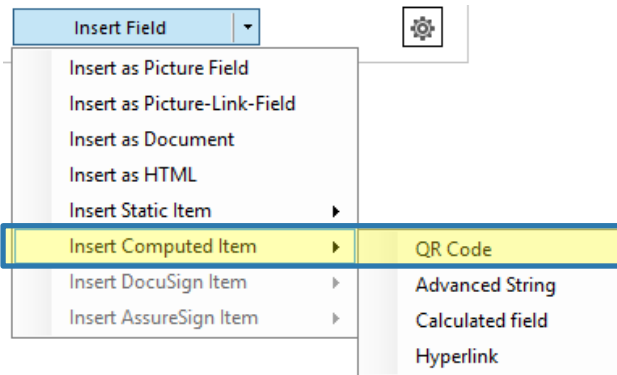 Insert Field
Insert as Picture Field
Insert as Picture-Link-Field
Insert as Document
Insert as HTML
Insert Static Item
Insert Computed Item
Insert DocuSign Item
Insert AssureSign Item
QR Code
Advanced String
Calculated field
Hyperlink